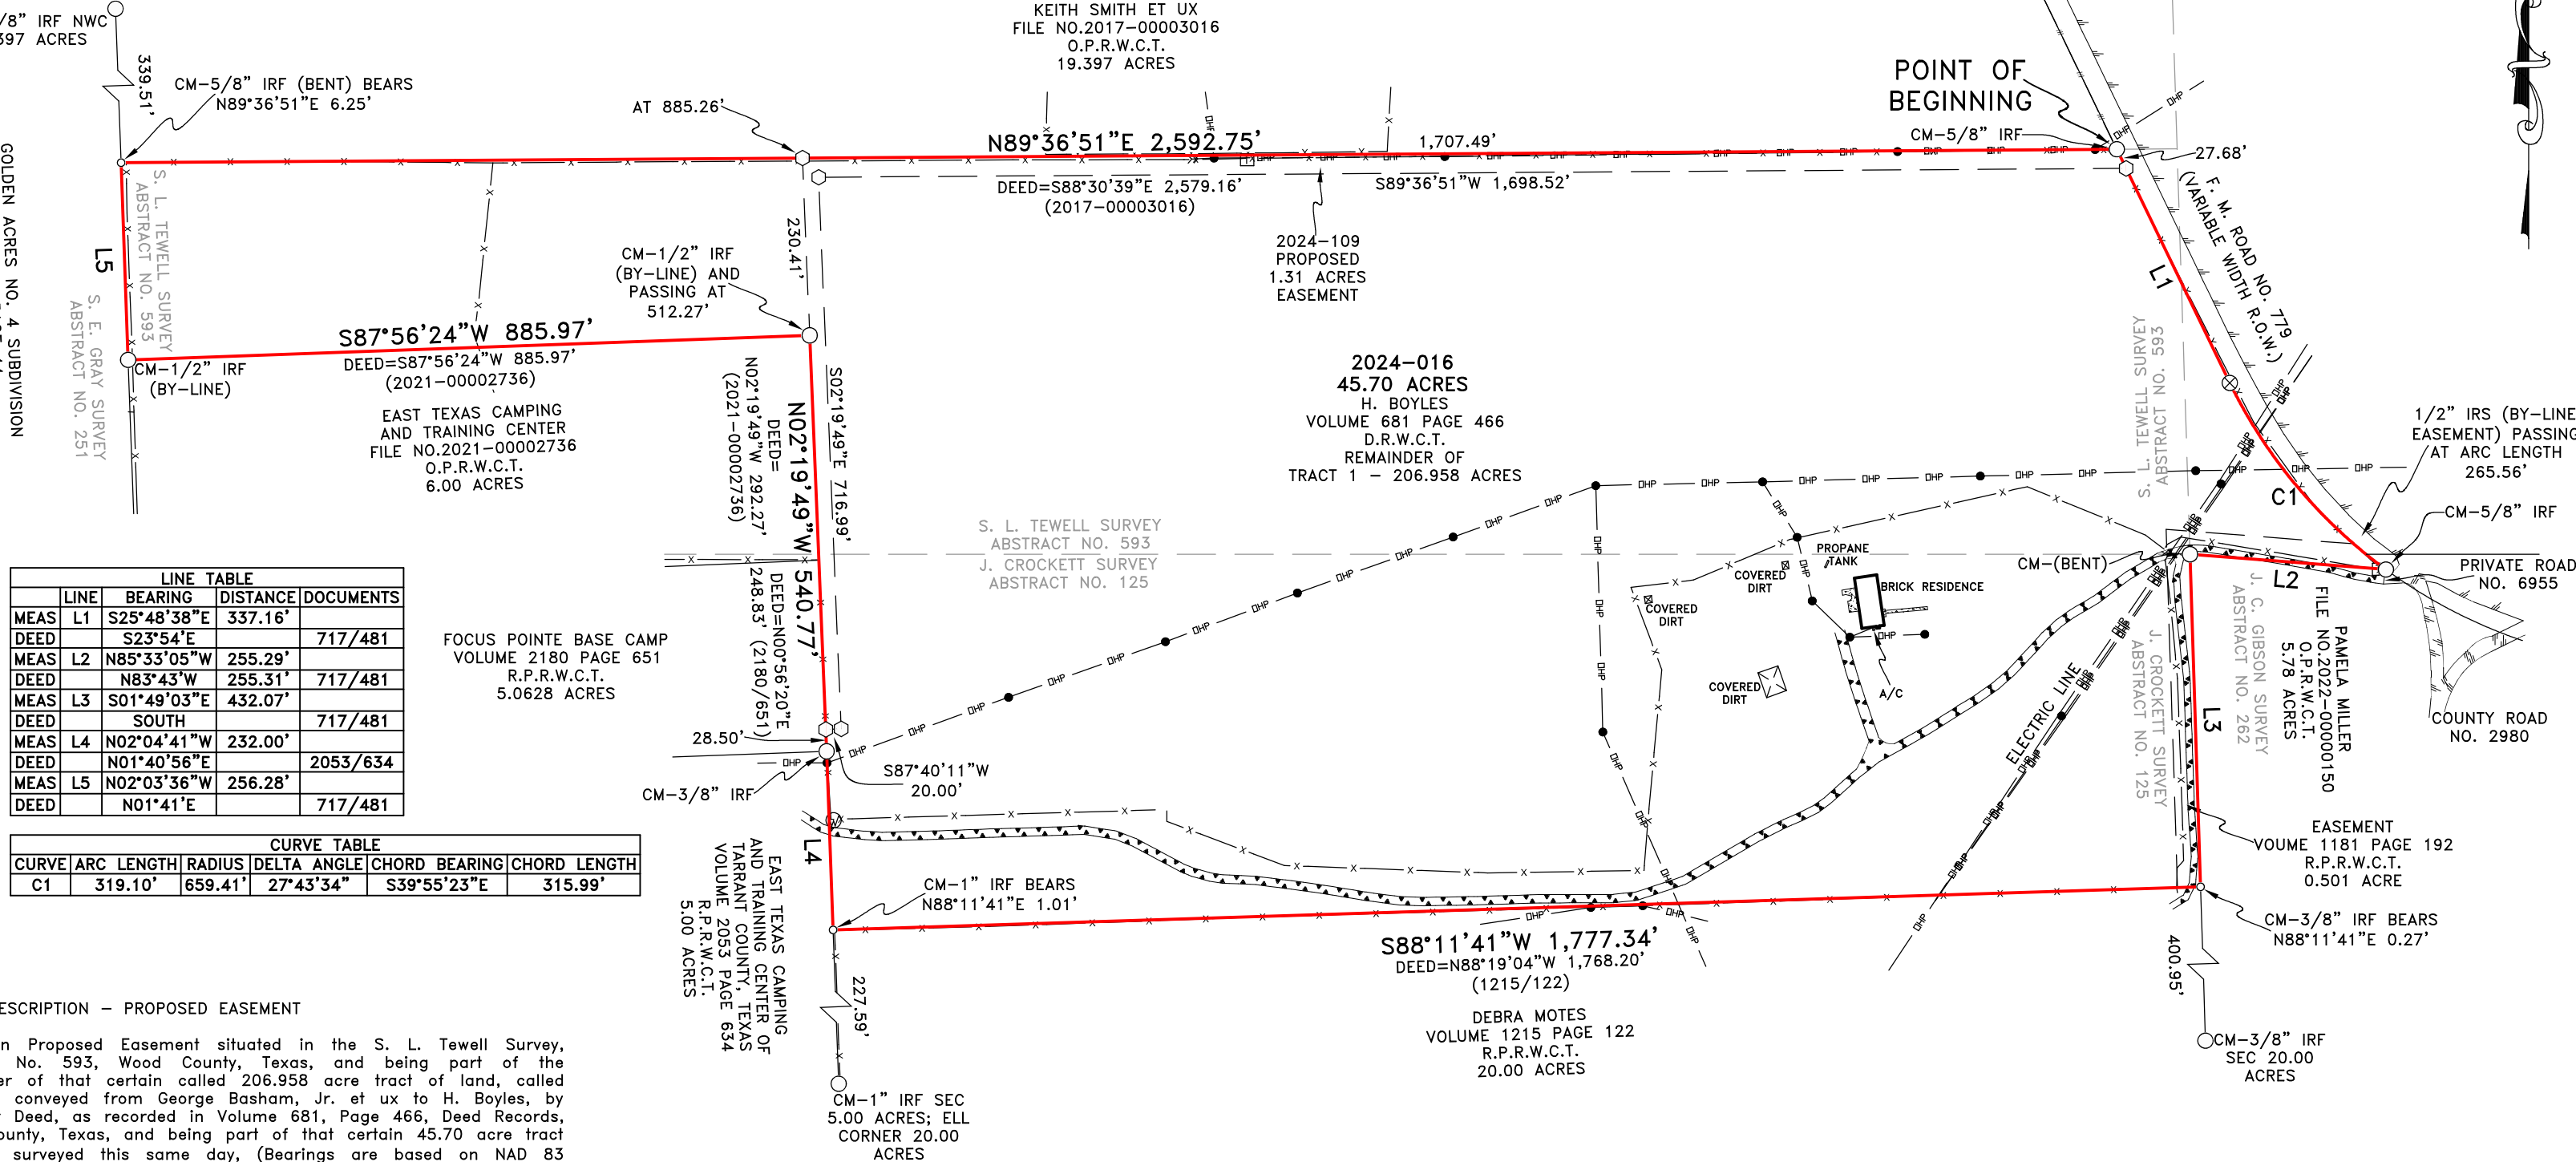 /8" IRF NWC
397 ACRES
339.51'
CM-5/8" IRF (BENT) BEARS
N89°36'51"E 6.25'
KEITH SMITH ET UX
FILE NO.2017-00003016
O.P.R.W.C.T.
19.397 ACRES
AT 885.26'
N89°36'51"E 2,592.75'
1,707.49'
DEED=S88°30'39"E 2,579.16'
(2017-00003016)
S89°36'51"W 1,698.52'
2024-109
PROPOSED
1.31 ACRES
EASEMENT
POINT OF
BEGINNING
CM-5/8" IRF
27.68'
F. M. ROAD NO. 779
(VARIABLE WIDTH R.O.W.)
L1
GOLDEN ACRES NO. 4 SUBDIVISION
L5
S. L. TEWELL SURVEY
ABSTRACT NO. 593
S. E. GRAY SURVEY
ABSTRACT NO. 251
CM-1/2" IRF
(BY-LINE) AND
PASSING AT
512.27'
230.41'
S87°56'24"W 885.97'
DEED=S87°56'24"W 885.97'
(2021-00002736)
CM-1/2" IRF
(BY-LINE)
EAST TEXAS CAMPING
AND TRAINING CENTER
FILE NO.2021-00002736
O.P.R.W.C.T.
6.00 ACRES
N02°19'49"W 540.77'
DEED=
N02°19'49"W 292.27'
(2021-00002736)
S02°19'49"E 716.99'
DEED=N00°56'20"E
248.83' (2180/651)
2024-016
45.70 ACRES
H. BOYLES
VOLUME 681 PAGE 466
D.R.W.C.T.
REMAINDER OF
TRACT 1 - 206.958 ACRES
S. L. TEWELL SURVEY
ABSTRACT NO. 593
S. L. TEWELL SURVEY
ABSTRACT NO. 593
J. CROCKETT SURVEY
ABSTRACT NO. 125
1/2" IRS (BY-LINE
EASEMENT) PASSING
AT ARC LENGTH
265.56'
C1
CM-5/8" IRF
PRIVATE ROAD
NO. 6955
CM-(BENT)
L2
PROPANE
TANK
COVERED
DIRT
BRICK RESIDENCE
COVERED
DIRT
COVERED
DIRT
A/C
ELECTRIC LINE
J. C. GIBSON SURVEY
ABSTRACT NO. 262
J. CROCKETT SURVEY
ABSTRACT NO. 125
L3
PAMELA MILLER
FILE NO.2022-00000150
O.P.R.W.C.T.
5.78 ACRES
COUNTY ROAD
NO. 2980
LINE TABLE
LINE BEARING DISTANCE DOCUMENTS
MEAS L1 S25°48'38"E 337.16'
DEED S23°54'E 717/481
MEAS L2 N85°33'05"W 255.29'
DEED N83°43'W 255.31' 717/481
MEAS L3 S01°49'03"E 432.07'
DEED SOUTH 717/481
MEAS L4 N02°04'41"W 232.00'
DEED N01°40'56"E 2053/634
MEAS L5 N02°03'36"W 256.28'
DEED N01°41'E 717/481
CURVE TABLE
CURVE ARC LENGTH RADIUS DELTA ANGLE CHORD BEARING CHORD LENGTH
C1 319.10' 659.41' 27°43'34" S39°55'23"E 315.99'
FOCUS POINTE BASE CAMP
VOLUME 2180 PAGE 651
R.P.R.W.C.T.
5.0628 ACRES
28.50'
CM-3/8" IRF
S87°40'11"W
20.00'
L4
EAST TEXAS CAMPING
AND TRAINING CENTER OF
TARRANT COUNTY, TEXAS
VOLUME 2053 PAGE 634
R.P.R.W.C.T.
5.00 ACRES
CM-1" IRF BEARS
N88°11'41"E 1.01'
227.59'
CM-1" IRF SEC
5.00 ACRES; ELL
CORNER 20.00
ACRES
S88°11'41"W 1,777.34'
DEED=N88°19'04"W 1,768.20'
(1215/122)
DEBRA MOTES
VOLUME 1215 PAGE 122
R.P.R.W.C.T.
20.00 ACRES
EASEMENT
VOUME 1181 PAGE 192
R.P.R.W.C.T.
0.501 ACRE
CM-3/8" IRF BEARS
N88°11'41"E 0.27'
400.95'
CM-3/8" IRF
SEC 20.00
ACRES
ESCRIPTION - PROPOSED EASEMENT
n Proposed Easement situated in the S. L. Tewell Survey,
No. 593, Wood County, Texas, and being part of the
er of that certain called 206.958 acre tract of land, called
conveyed from George Basham, Jr. et ux to H. Boyles, by
Deed, as recorded in Volume 681, Page 466, Deed Records,
ounty, Texas, and being part of that certain 45.70 acre tract
surveyed this same day, (Bearings are based on NAD 83